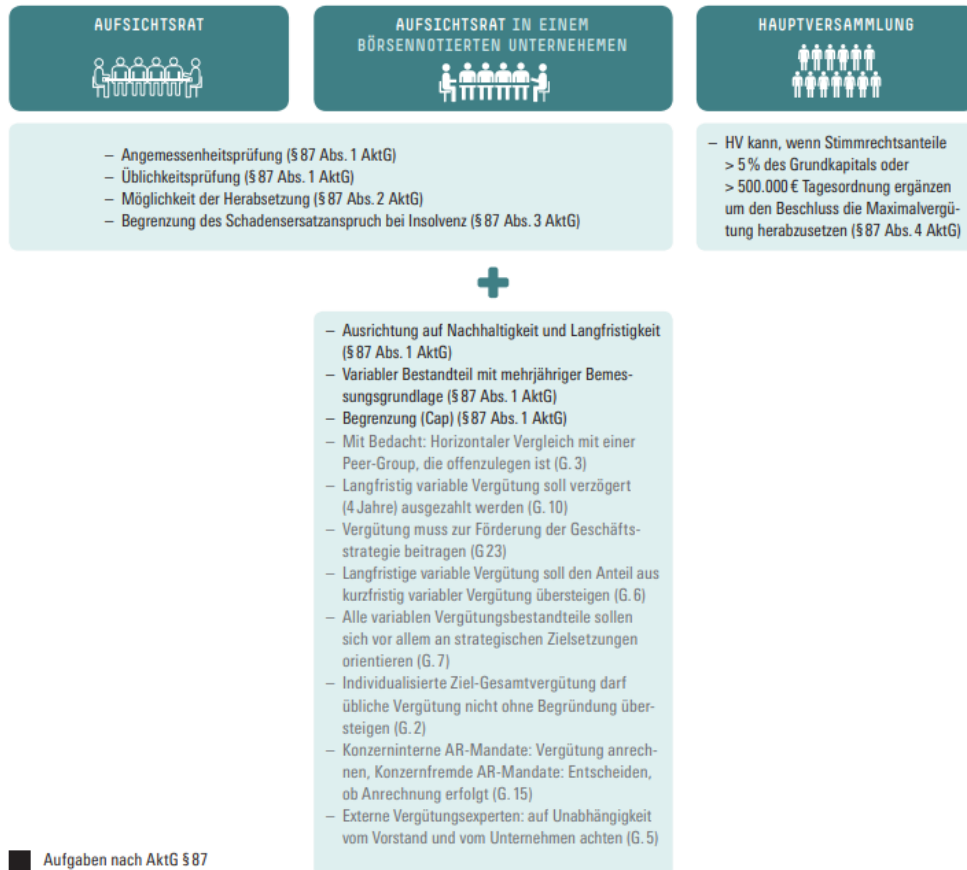 AUFSICHTSRAT
AUFSICHTSRAT IN EINEM
BÖRSENNOTIERTEN UNTERNEHEMEN
HAUPTVERSAMMLUNG
– Angemessenheitsprüfung (§ 87 Abs. 1 AktG)
– Üblichkeitsprüfung (§ 87 Abs. 1 AktG)
– Möglichkeit der Herabsetzung (§ 87 Abs. 2 AktG)
– Begrenzung des Schadensersatzanspruch bei Insolvenz (§ 87 Abs. 3 AktG)
– HV kann, wenn Stimmrechtsanteile
> 5 % des Grundkapitals oder
> 500.000 € Tagesordnung ergänzen
um den Beschluss die Maximalvergü-
tung herabzusetzen (§ 87 Abs. 4 AktG)
– Ausrichtung auf Nachhaltigkeit und Langfristigkeit
(§ 87 Abs. 1 AktG)
– Variabler Bestandteil mit mehrjähriger Bemes-
sungsgrundlage (§ 87 Abs. 1 AktG)
– Begrenzung (Cap) (§ 87 Abs. 1 AktG)
– Mit Bedacht: Horizontaler Vergleich mit einer
Peer-Group, die offenzulegen ist (G. 3)
– Langfristig variable Vergütung soll verzögert
(4 Jahre) ausgezahlt werden (G. 10)
– Vergütung muss zur Förderung der Geschäfts-
strategie beitragen (G 23)
– Langfristige variable Vergütung soll den Anteil aus
kurzfristig variabler Vergütung übersteigen (G. 6)
– Alle variablen Vergütungsbestandteile sollen
sich vor allem an strategischen Zielsetzungen
orientieren (G. 7)
– Individualisierte Ziel-Gesamtvergütung darf
übliche Vergütung nicht ohne Begründung über-
steigen (G. 2)
– Konzerninterne AR-Mandate: Vergütung anrech-
nen, Konzernfremde AR-Mandate: Entscheiden,
ob Anrechnung erfolgt (G. 15)
– Externe Vergütungsexperten: auf Unabhängigkeit
vom Vorstand und vom Unternehmen achten (G. 5)
Aufgaben nach AktG § 87